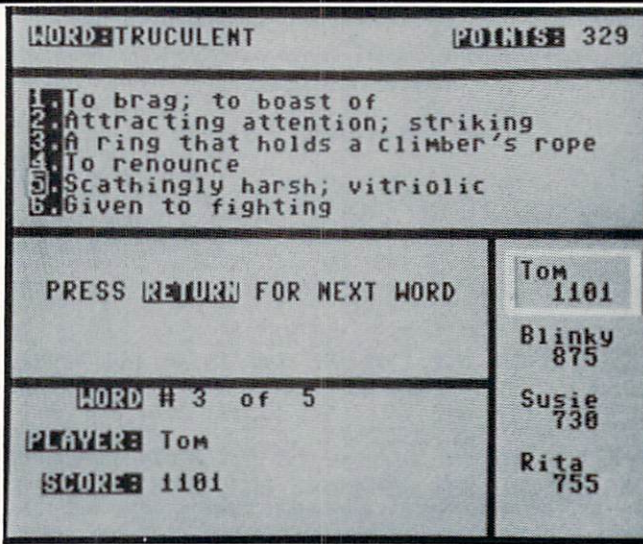 WORD:TRUCULENT POINTS: 329
1.To brag; to boast of
2.Attracting attention; striking
3.A ring that holds a climber's rope
4.To renounce
5.Scathingly harsh; vitriolic
6.Given to fighting
PRESS RETURN FOR NEXT WORD
WORD # 3 of 5
PLAYER: Tom
SCORE: 1101
Tom
1101
Blinky
875
Susie
730
Rita
755